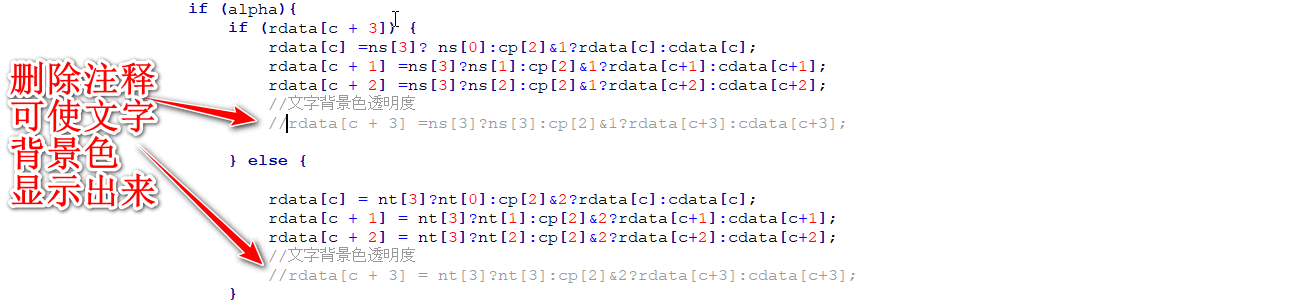 if (alpha){
if (rdata[c + 3]) {
rdata[c] =ns[3]? ns[0]:cp[2]&1?rdata[c]:cdata[c];
rdata[c + 1] =ns[3]?ns[1]:cp[2]&1?rdata[c+1]:cdata[c+1];
rdata[c + 2] =ns[3]?ns[2]:cp[2]&1?rdata[c+2]:cdata[c+2];
//文字背景色透明度
//rdata[c + 3] =ns[3]?ns[3]:cp[2]&1?rdata[c+3]:cdata[c+3];
} else {
rdata[c] = nt[3]?nt[0]:cp[2]&2?rdata[c]:cdata[c];
rdata[c + 1] = nt[3]?nt[1]:cp[2]&2?rdata[c+1]:cdata[c+1];
rdata[c + 2] = nt[3]?nt[2]:cp[2]&2?rdata[c+2]:cdata[c+2];
//文字背景色透明度
//rdata[c + 3] = nt[3]?nt[3]:cp[2]&2?rdata[c+3]:cdata[c+3];
}
删除注释
可使文字
背景色
显示出来